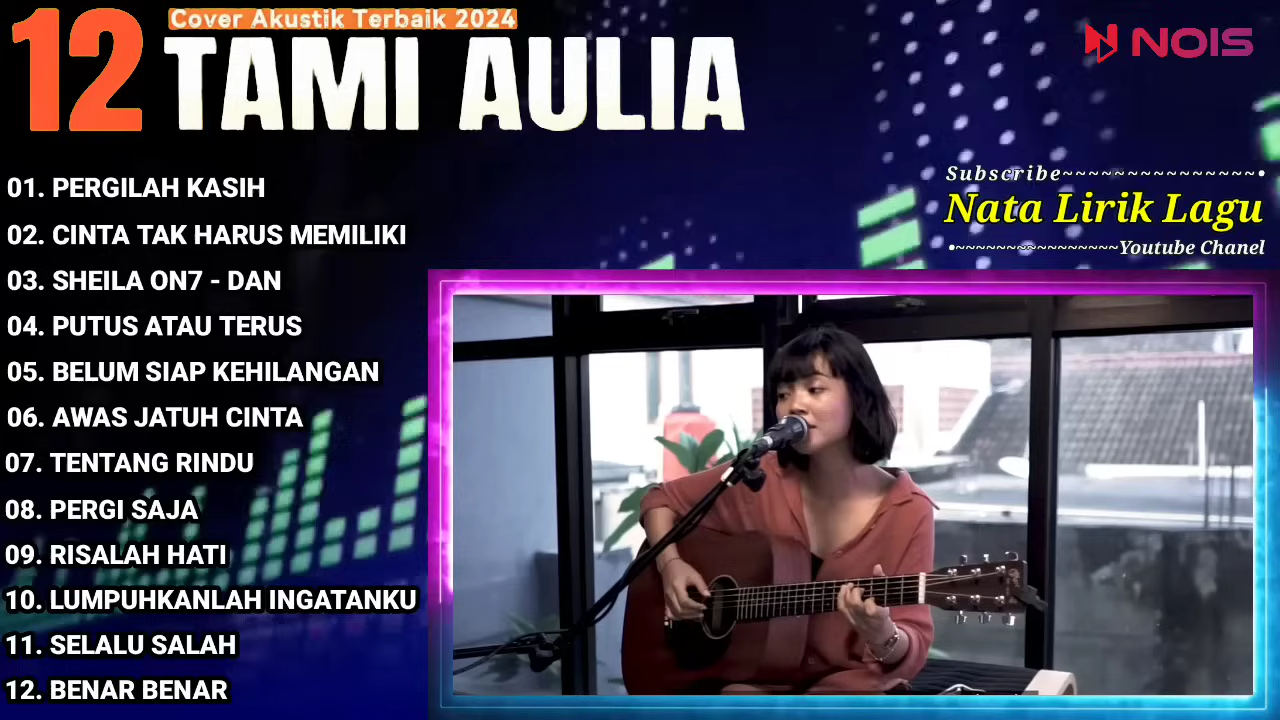 12
Cover Akustik Terbaik 2024
TAMI AULIA
NOIS
Subscribe~~~~~~~~~~~~~~~•
Nata Lirik Lagu
•~~~~~~~~~~~~~~~~Youtube Chanel
01. PERGILAH KASIH
02. CINTA TAK HARUS MEMILIKI
03. SHEILA ON7 - DAN
04. PUTUS ATAU TERUS
05. BELUM SIAP KEHILANGAN
06. AWAS JATUH CINTA
07. TENTANG RINDU
08. PERGI SAJA
09. RISALAH HATI
10. LUMPUHKANLAH INGATANKU
11. SELALU SALAH
12. BENAR BENAR